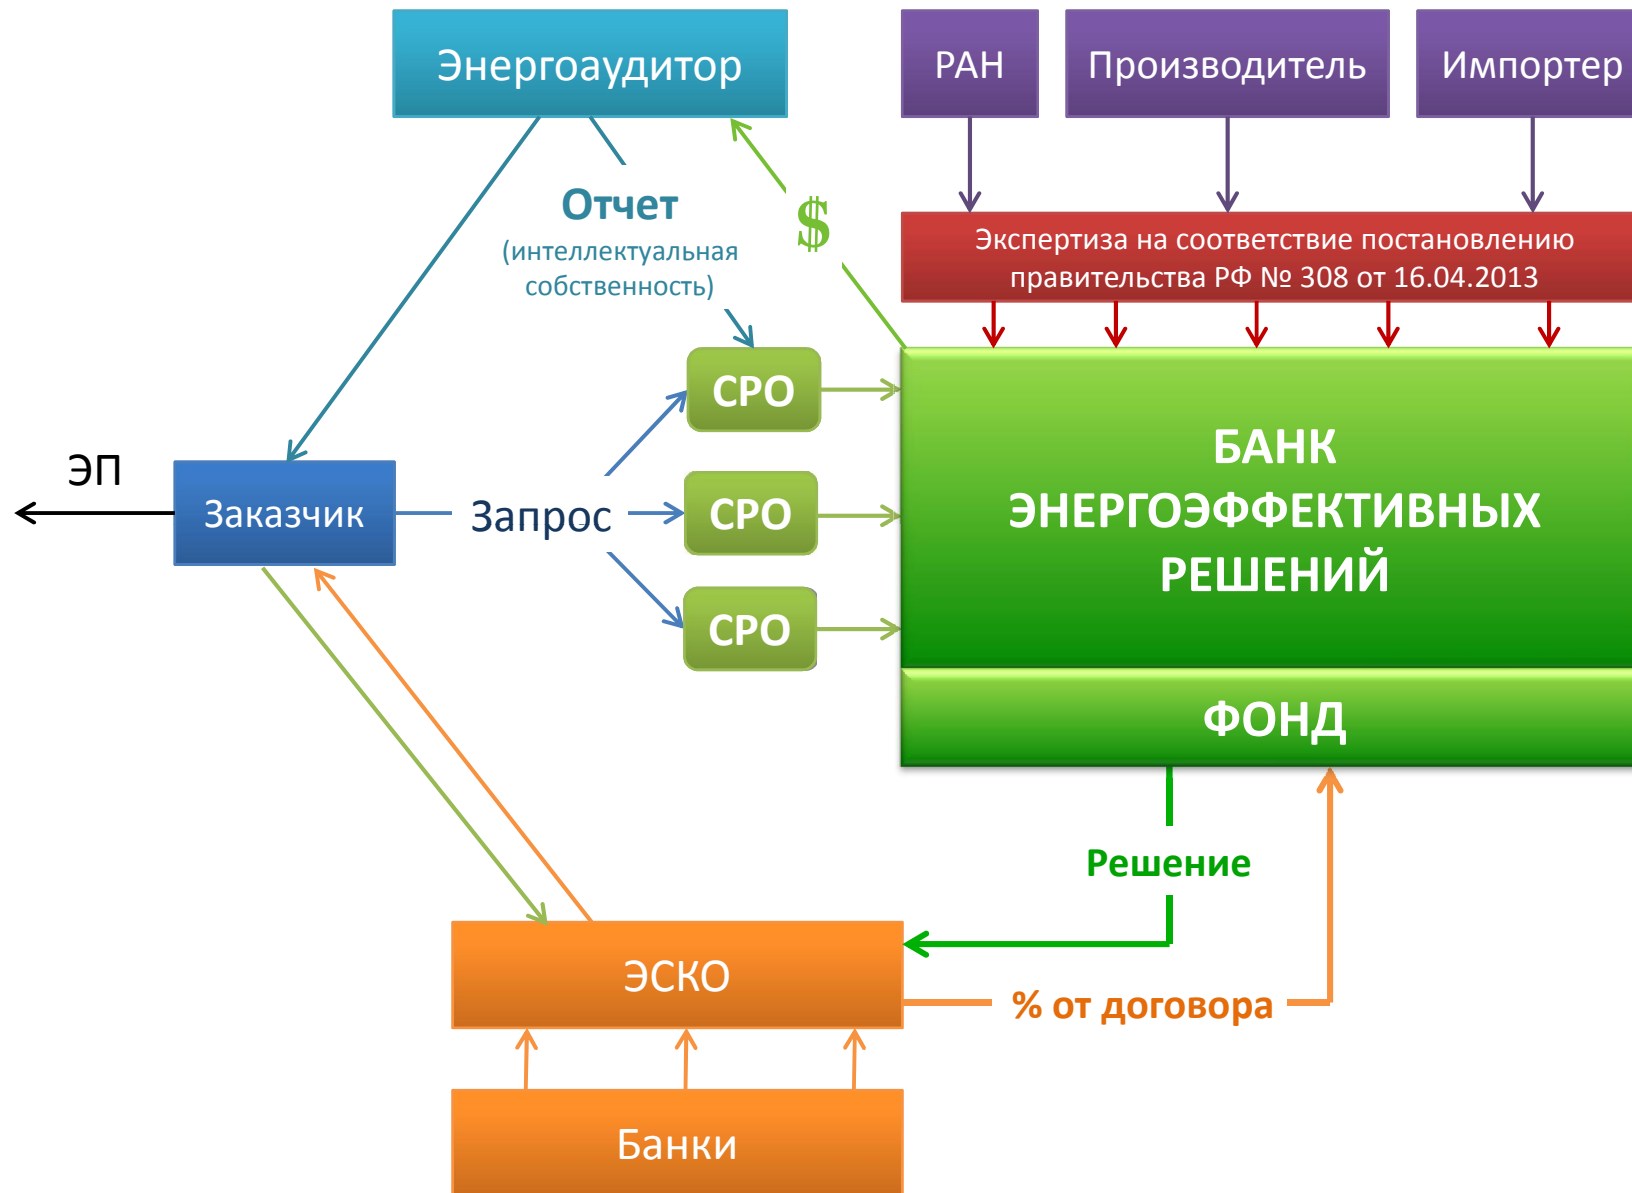 Энергоаудитор
РАН
Производитель
Импортер
Отчет
(интеллектуальная
собственность)
$
Экспертиза на соответствие постановлению
правительства РФ № 308 от 16.04.2013
СРО
СРО
СРО
ЭП
Заказчик
Запрос
БАНК
ЭНЕРГОЭФФЕКТИВНЫХ
РЕШЕНИЙ
ФОНД
Решение
ЭСКО
% от договора
Банки